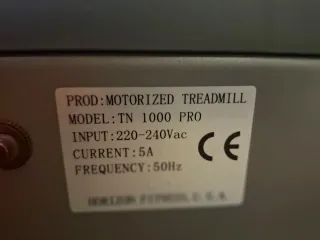 PROD:MOTORIZED TREADMILL
MODEL:TN 1000 PRO
INPUT:220-240Vac
CURRENT:5A
FREQUENCY:50Hz
CE